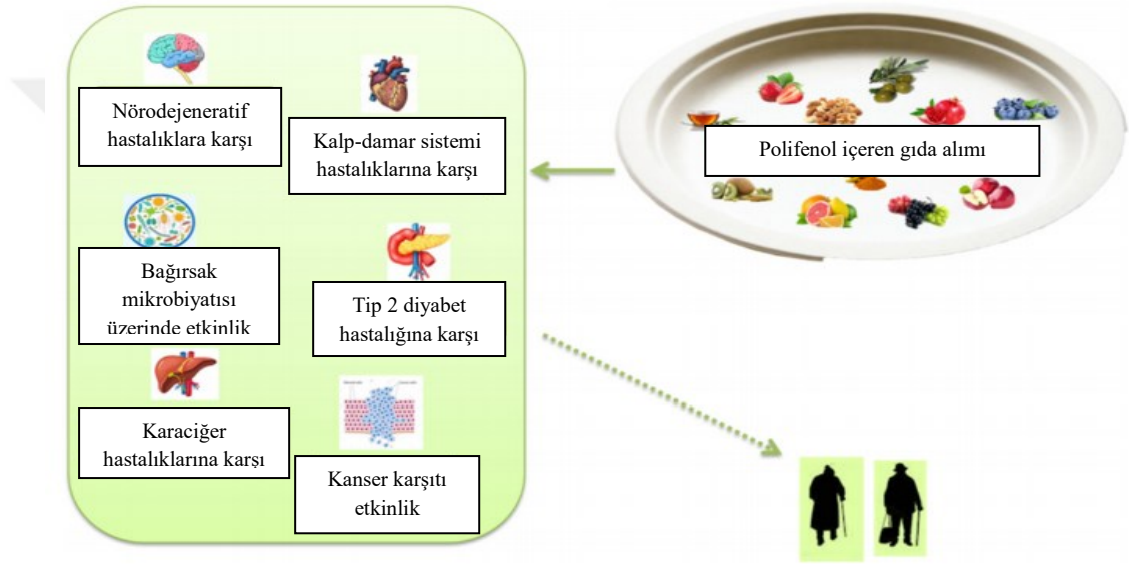 Nörodejeneratif
hastalıklara karşı
Kalp-damar sistemi
hastalıklarına karşı
Polifenol içeren gıda alımı
Bağırsak
mikrobiyatısı
üzerinde etkinlik
Tip 2 diyabet
hastalığına karşı
Karaciğer
hastalıklarına karşı
Kanser karşıtı
etkinlik